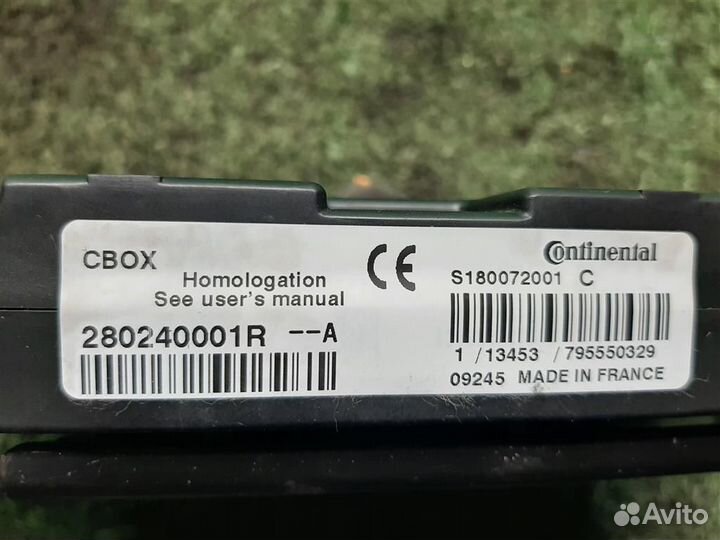 CBOX
Homologation
See user's manual
280240001R --A
CE
Continental
S180072001 C
1 /13453 /795550329
09245 MADE IN FRANCE
Avito